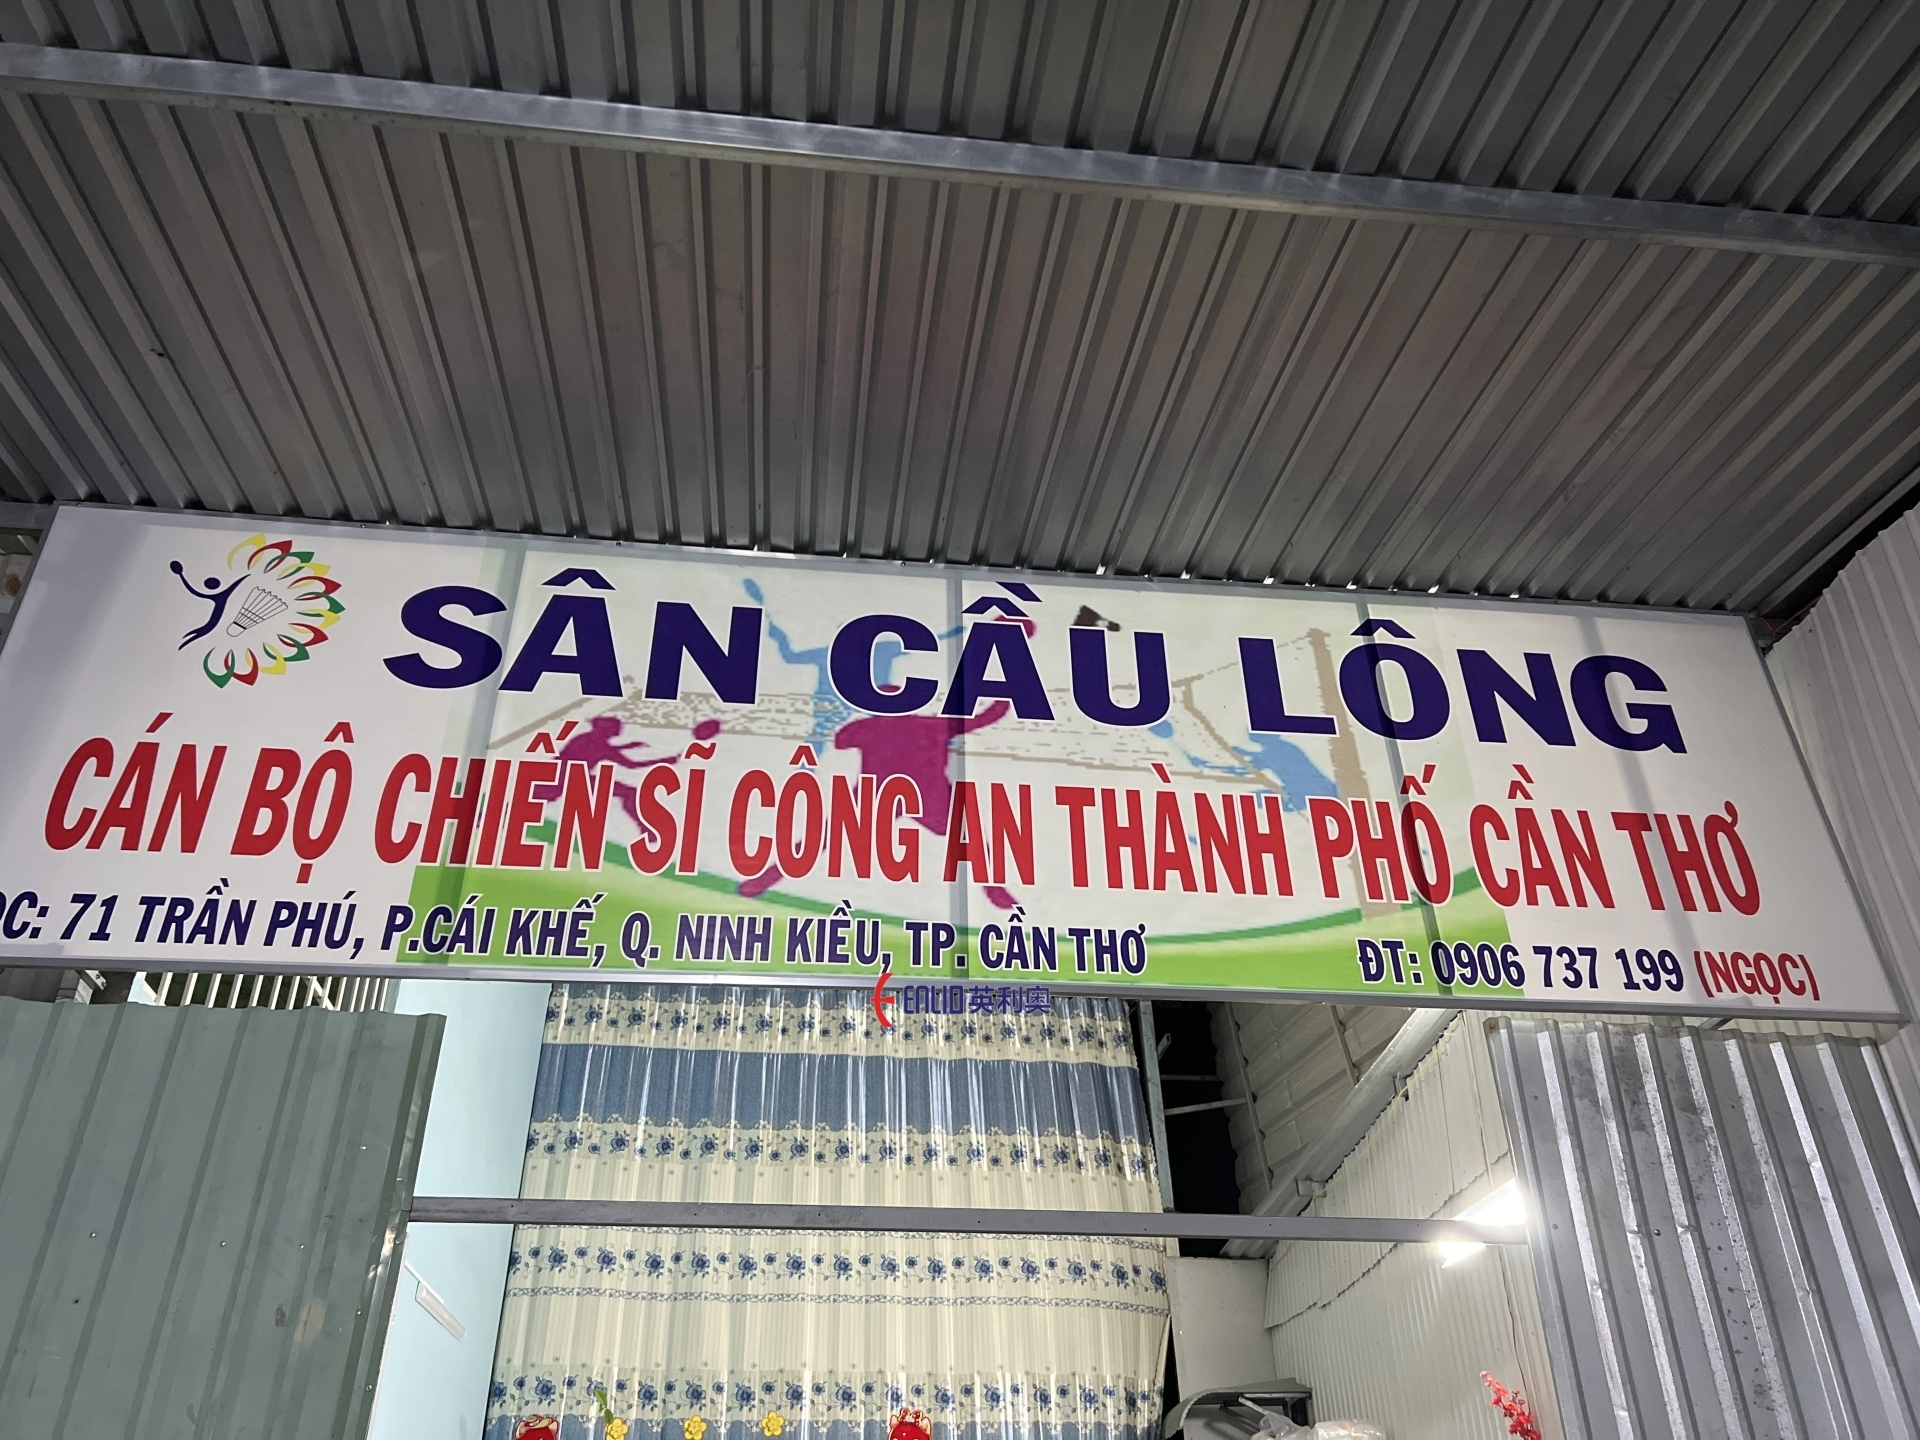 SÂN CẦU LÔNG
CÁN BỘ CHIẾN SĨ CÔNG AN THÀNH PHỐ CẦN THƠ
ĐC: 71 TRẦN PHÚ, P.CÁI KHẾ, Q. NINH KIỀU, TP. CẦN THƠ
ĐT: 0906 737 199 (NGỌC)
ENLIO英利奥